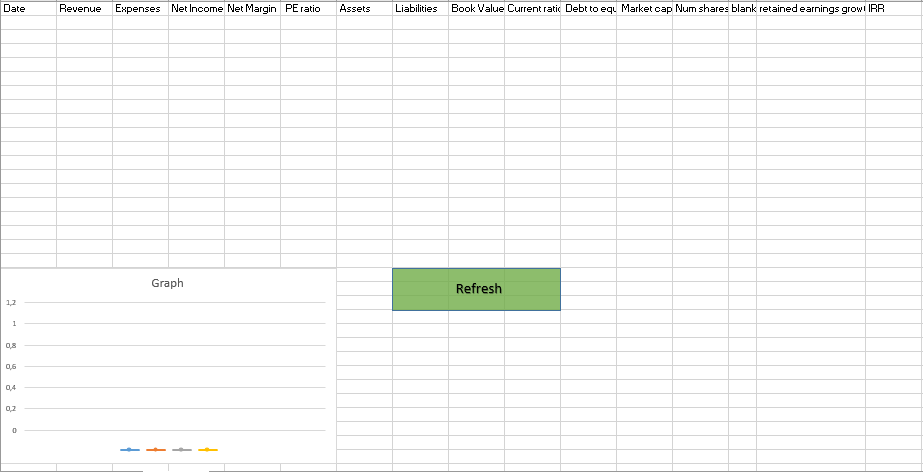 Date Revenue Expenses Net Income Net Margin PE ratio Assets Liabilities Book Value Current ratio Debt to equ Market cap Num shares blank retained earnings grow IRR
Graph
Refresh
1,2
1
0,8
0,6
0,4
0,2
0